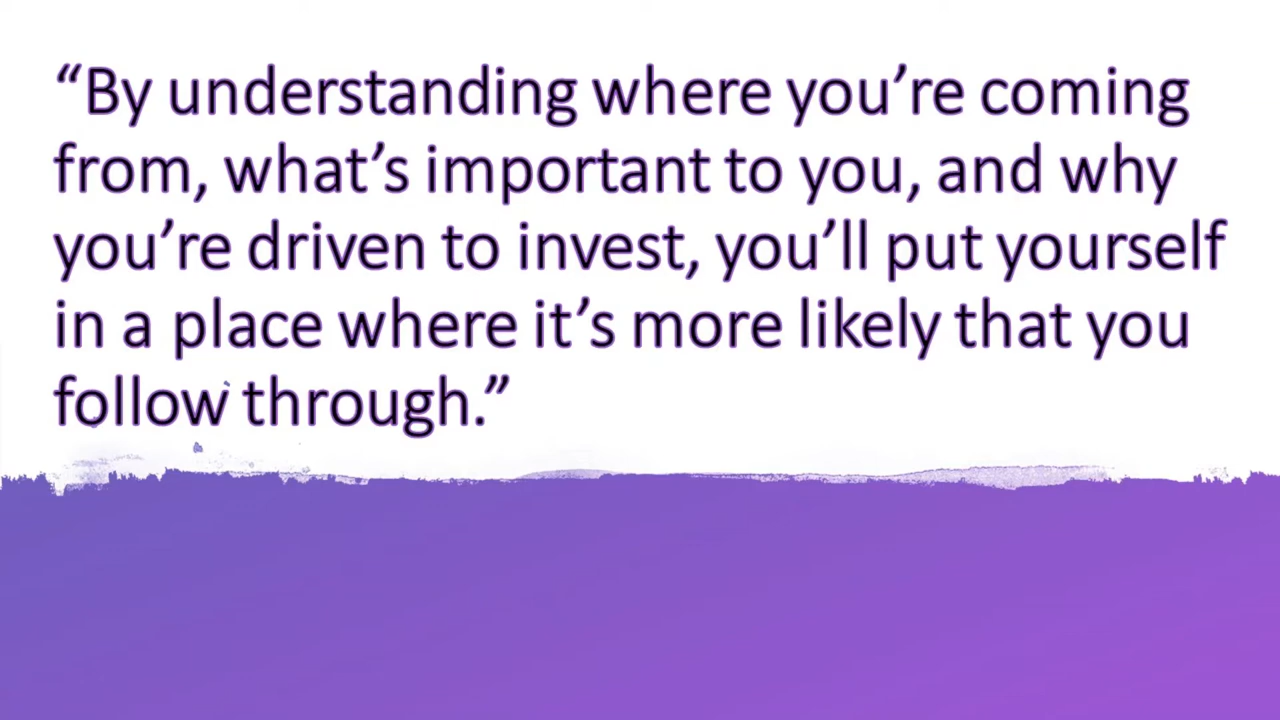 “By understanding where you’re coming
from, what’s important to you, and why
you’re driven to invest, you’ll put yourself
in a place where it’s more likely that you
follow through.”